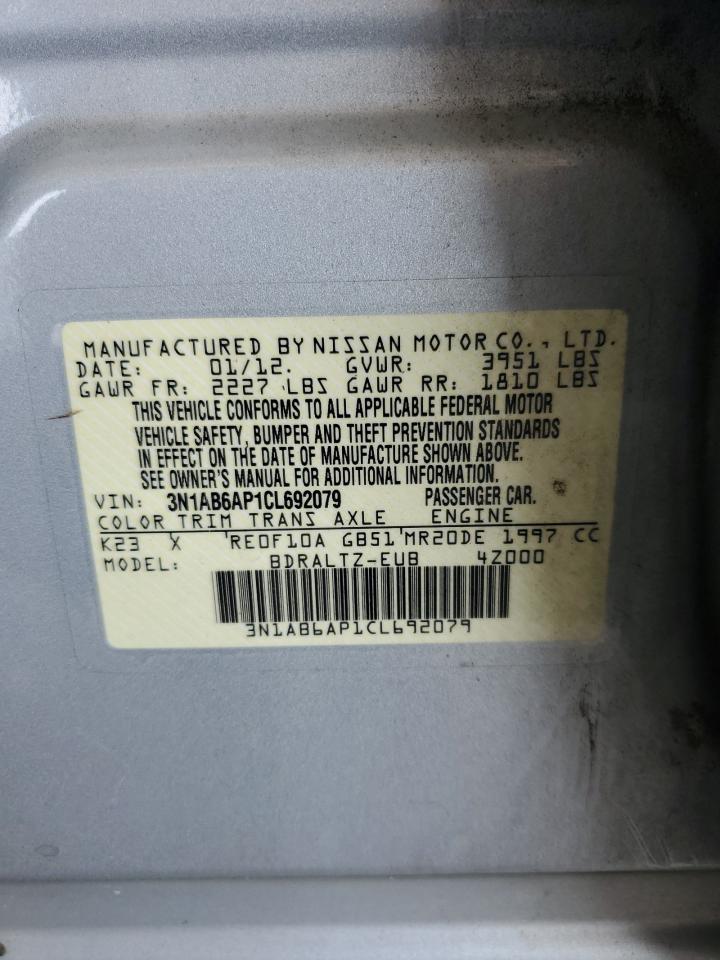 MANUFACTURED BY NISSAN MOTOR CO., LTD.
DATE: 01/12. GVWR: 3951 LBS
GAWR FR: 2227 LBS GAWR RR: 1810 LBS
THIS VEHICLE CONFORMS TO ALL APPLICABLE FEDERAL MOTOR
VEHICLE SAFETY, BUMPER AND THEFT PREVENTION STANDARDS
IN EFFECT ON THE DATE OF MANUFACTURE SHOWN ABOVE.
SEE OWNER'S MANUAL FOR ADDITIONAL INFORMATION.
VIN: 3N1AB6AP1CL692079 PASSENGER CAR.
COLOR TRIM TRANS AXLE ENGINE
K23 X RE0F10A GB51 MR20DE 1997 CC
MODEL: BDRALTZ-EUB 4Z000
3N1AB6AP1CL692079